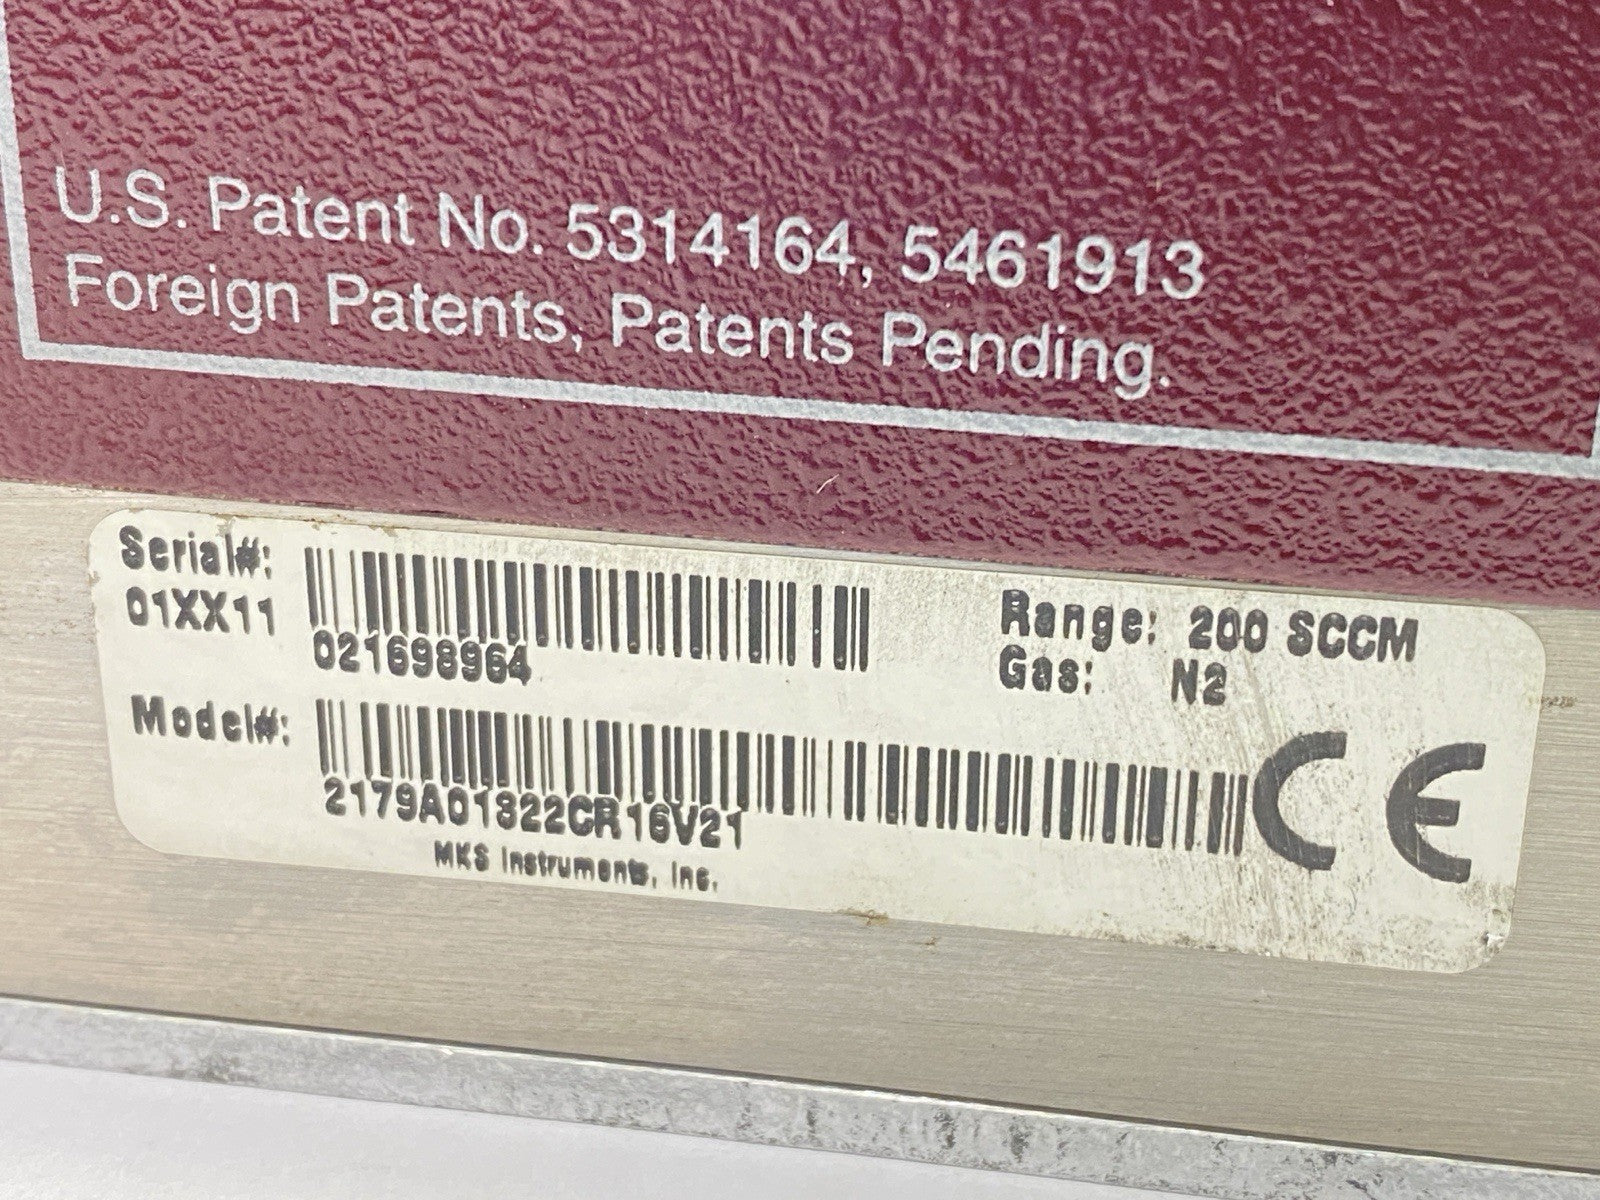 U.S. Patent No. 5314164, 5461913
Foreign Patents, Patents Pending.
Serial#:
01XX11
021698964
Range: 200 SCCM
Gas: N2
Model#:
2179A01322CR16V21
MKS Instruments, Inc.
CE